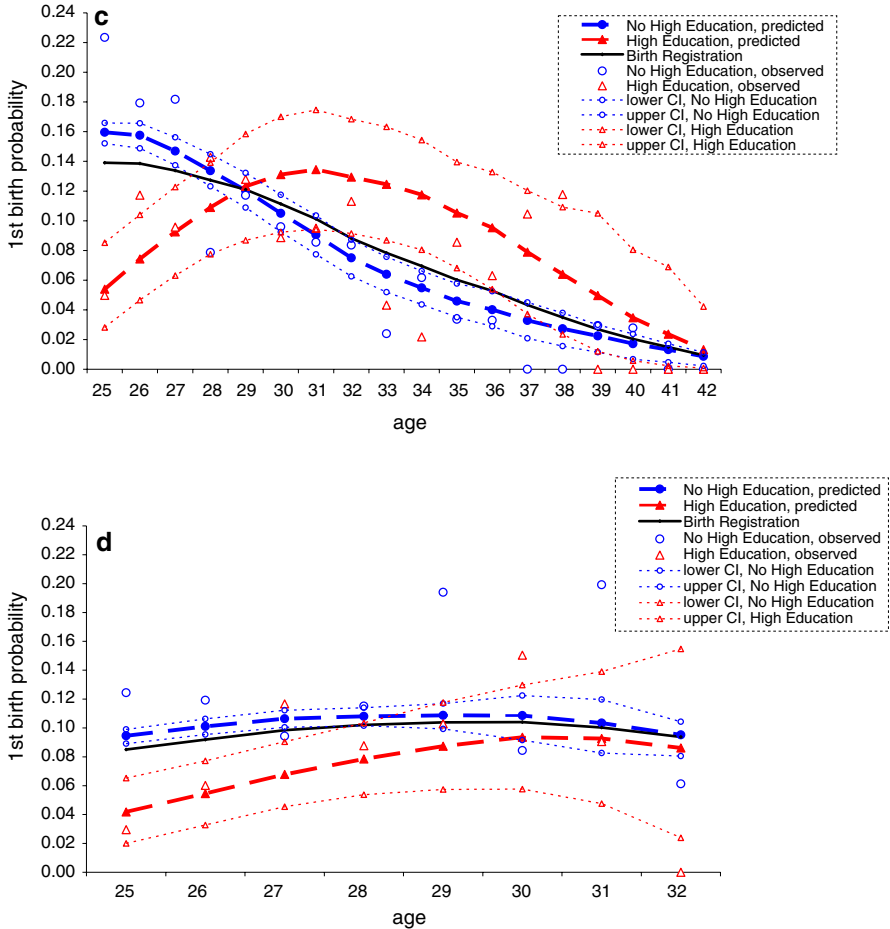 c
No High Education, predicted
High Education, predicted
Birth Registration
No High Education, observed
High Education, observed
lower CI, No High Education
upper CI, No High Education
lower CI, High Education
upper CI, High Education
1st birth probability
0.24
0.22
0.20
0.18
0.16
0.14
0.12
0.10
0.08
0.06
0.04
0.02
0.00
25 26 27 28 29 30 31 32 33 34 35 36 37 38 39 40 41 42
age
d
No High Education, predicted
High Education, predicted
Birth Registration
No High Education, observed
High Education, observed
lower CI, No High Education
upper CI, No High Education
lower CI, No High Education
upper CI, High Education
1st birth probability
0.24
0.22
0.20
0.18
0.16
0.14
0.12
0.10
0.08
0.06
0.04
0.02
0.00
25 26 27 28 29 30 31 32
age